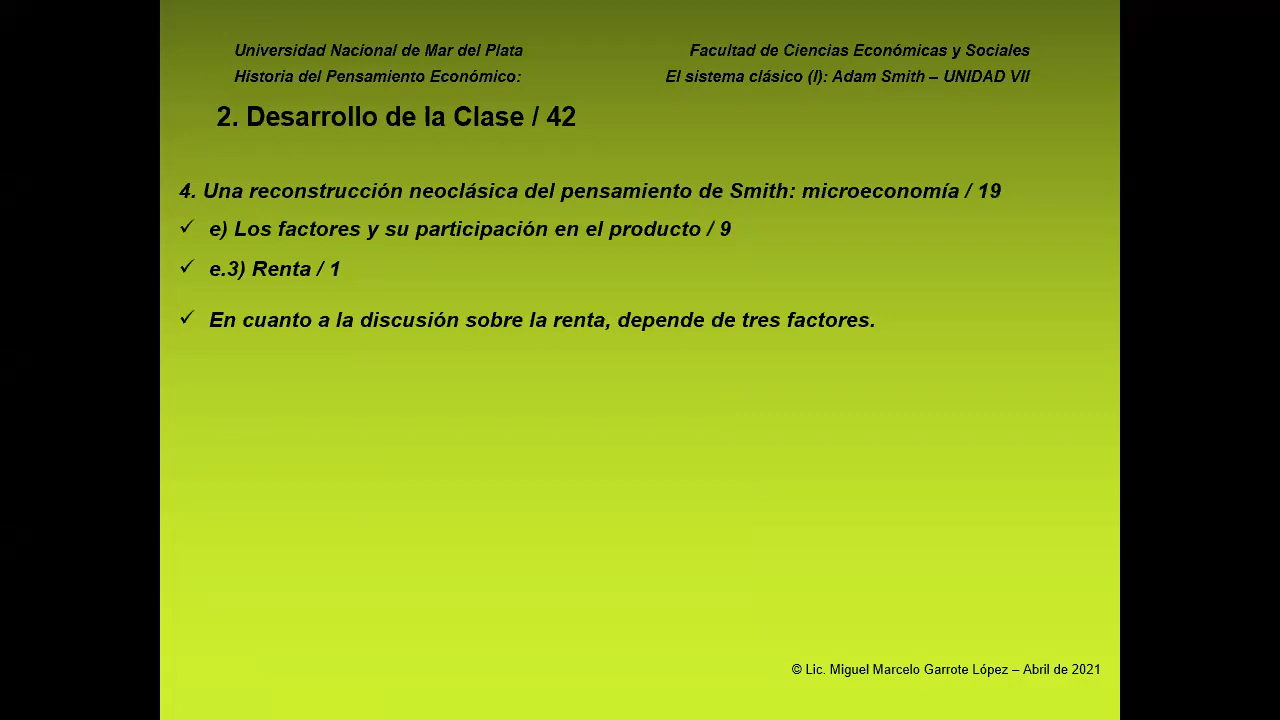 Universidad Nacional de Mar del Plata Facultad de Ciencias Económicas y Sociales
Historia del Pensamiento Económico: El sistema clásico (I): Adam Smith – UNIDAD VII
2. Desarrollo de la Clase / 42
4. Una reconstrucción neoclásica del pensamiento de Smith: microeconomía / 19
✓ e) Los factores y su participación en el producto / 9
✓ e.3) Renta / 1
✓ En cuanto a la discusión sobre la renta, depende de tres factores.
© Lic. Miguel Marcelo Garrote López – Abril de 2021